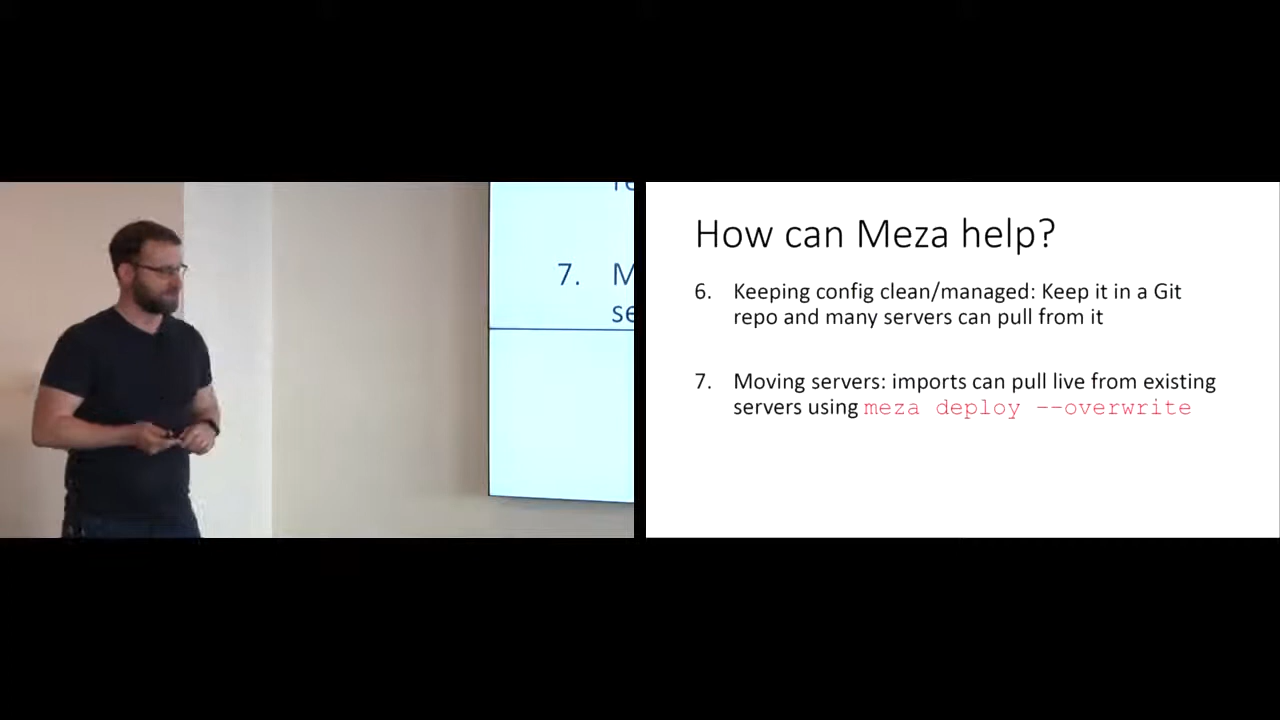 7.
How can Meza help?
6. Keeping config clean/managed: Keep it in a Git
repo and many servers can pull from it
7. Moving servers: imports can pull live from existing
servers using meza deploy --overwrite